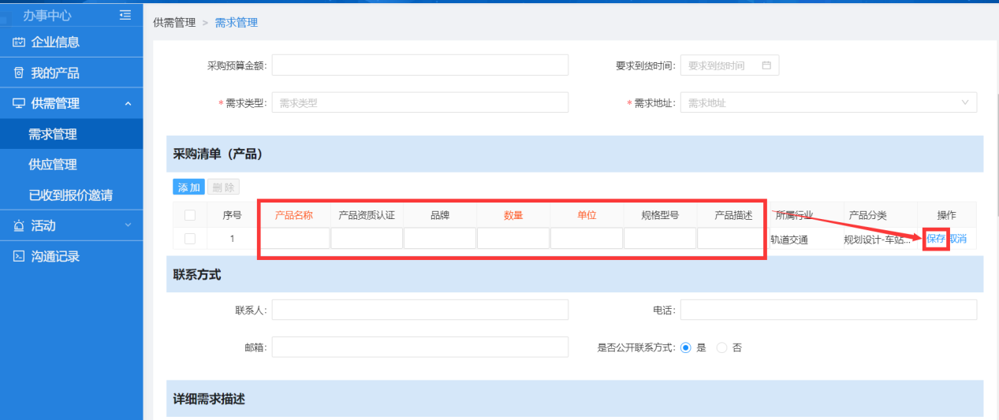 办事中心
企业信息
我的产品
供需管理
需求管理
供应管理
已收到报价邀请
活动
沟通记录
供需管理 > 需求管理
采购预算金额:
要求到货时间: 要求到货时间
* 需求类型: 需求类型
* 需求地址: 需求地址
采购清单（产品）
添加 删除
序号 产品名称 产品资质认证 品牌 数量 单位 规格型号 产品描述 所属行业 产品分类 操作
1 轨道交通 规划设计-车站... 保存 取消
联系方式
联系人:
电话:
邮箱:
是否公开联系方式: 是 否
详细需求描述